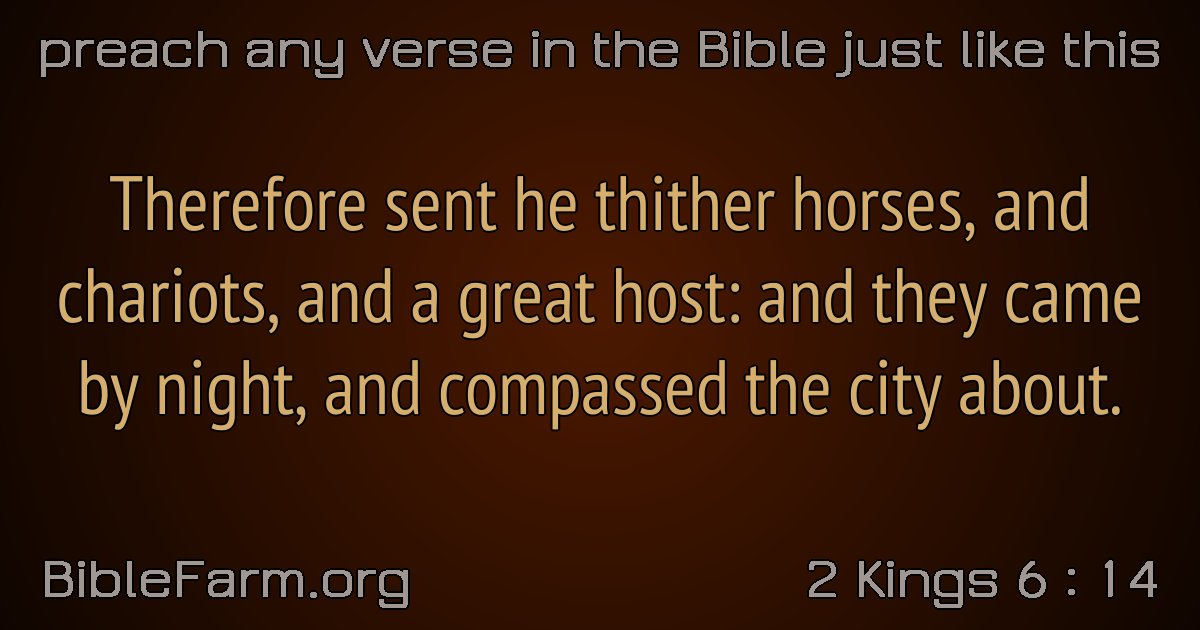 preach any verse in the Bible just like this
Therefore sent he thither horses, and
chariots, and a great host: and they came
by night, and compassed the city about.
BibleFarm.org
2 Kings 6 : 14